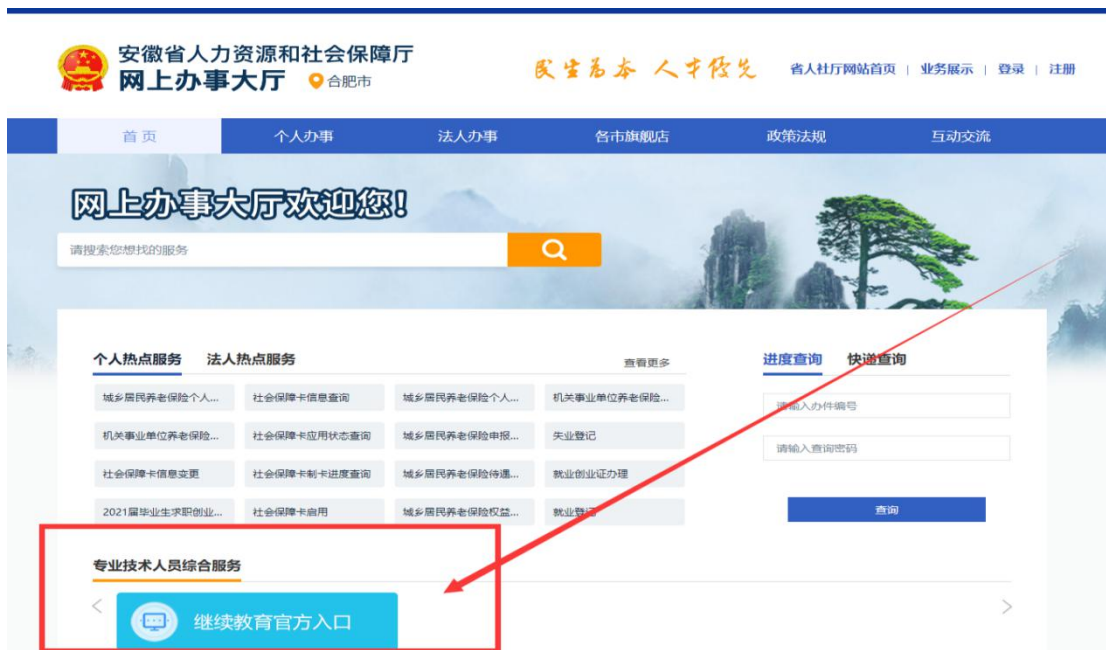 安徽省人力资源和社会保障厅
网上办事大厅 合肥市
民生为本 人才优先
省人社厅网站首页 | 业务展示 | 登录 | 注册
首页 个人办事 法人办事 各市旗舰店 政策法规 互动交流
网上办事大厅欢迎您!
请搜索您想找的服务
个人热点服务 法人热点服务 查看更多
城乡居民养老保险个人... 社会保障卡信息查询 城乡居民养老保险个人... 机关事业单位养老保险...
机关事业单位养老保险... 社会保障卡应用状态查询 城乡居民养老保险申报... 失业登记
社会保障卡信息变更 社会保障卡制卡进度查询 城乡居民养老保险待遇... 就业创业证办理
2021届毕业生求职创业... 社会保障卡启用 城乡居民养老保险权益... 就业登记
进度查询 快递查询
请输入办件编号
请输入查询密码
查询
专业技术人员综合服务
继续教育官方入口